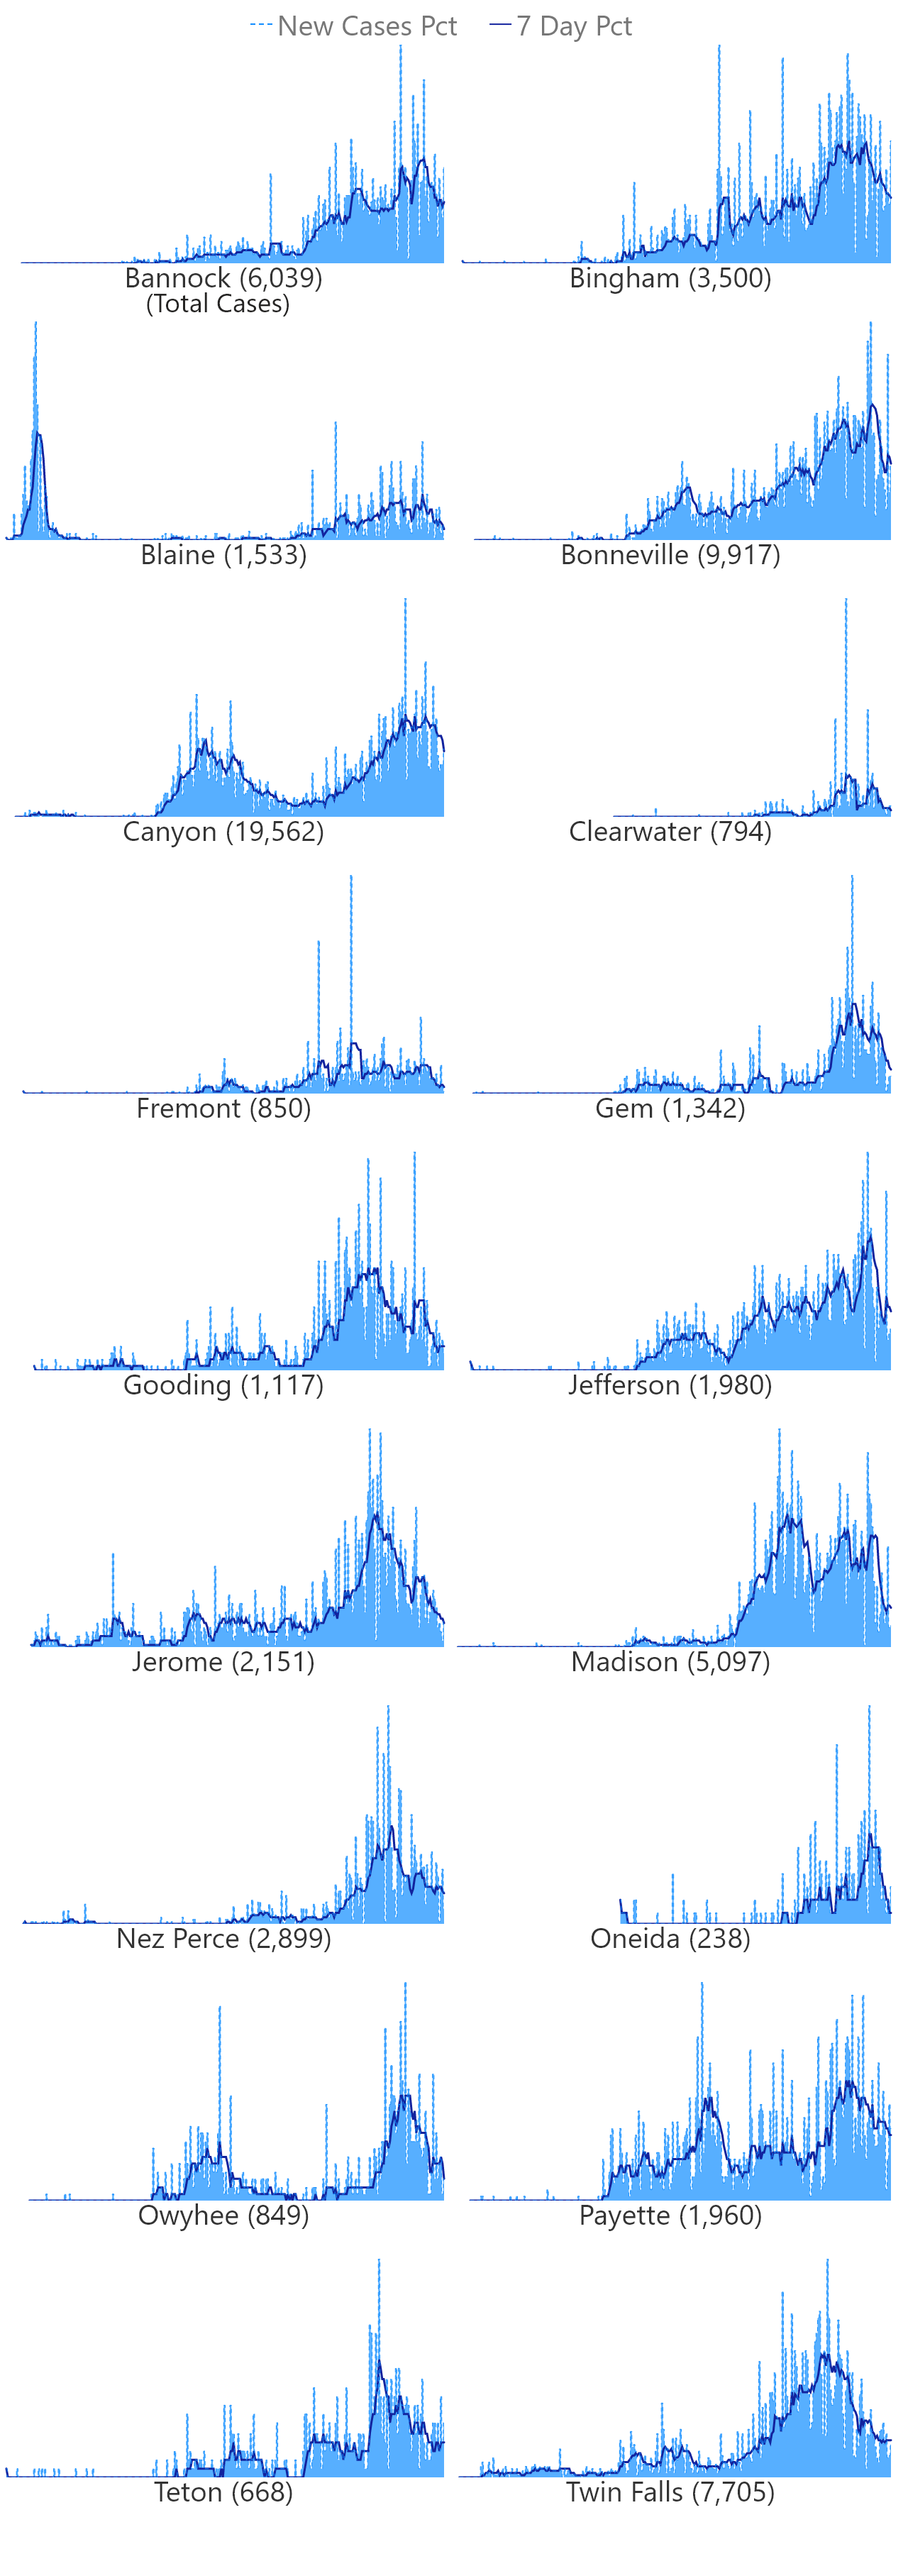 New Cases Pct 7 Day Pct
Bannock (6,039) Bingham (3,500)
(Total Cases)
Blaine (1,533) Bonneville (9,917)
Canyon (19,562) Clearwater (794)
Fremont (850) Gem (1,342)
Gooding (1,117) Jefferson (1,980)
Jerome (2,151) Madison (5,097)
Nez Perce (2,899) Oneida (238)
Owyhee (849) Payette (1,960)
Teton (668) Twin Falls (7,705)